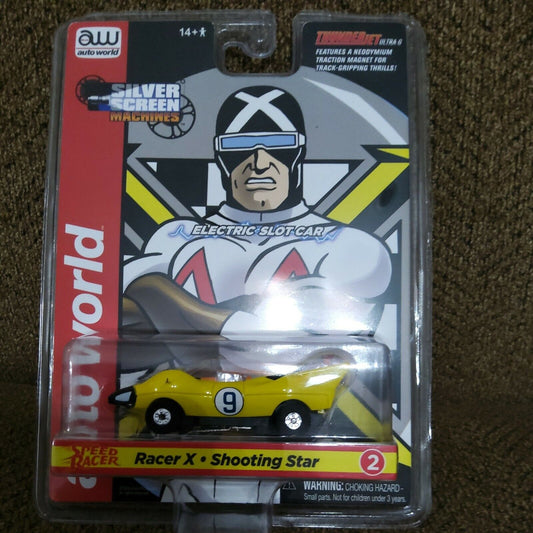 aw
auto world
14+
THUNDERJET ULTRA G
FEATURES A NEODYMIUM
TRACTION MAGNET FOR
TRACK-GRIPPING THRILLS!
SILVER
SCREEN
MACHINES
X
ELECTRIC SLOT CAR
auto world
9
SPEED
RACER
Racer X • Shooting Star
2
WARNING: CHOKING HAZARD-
Small parts. Not for children under 3 years.